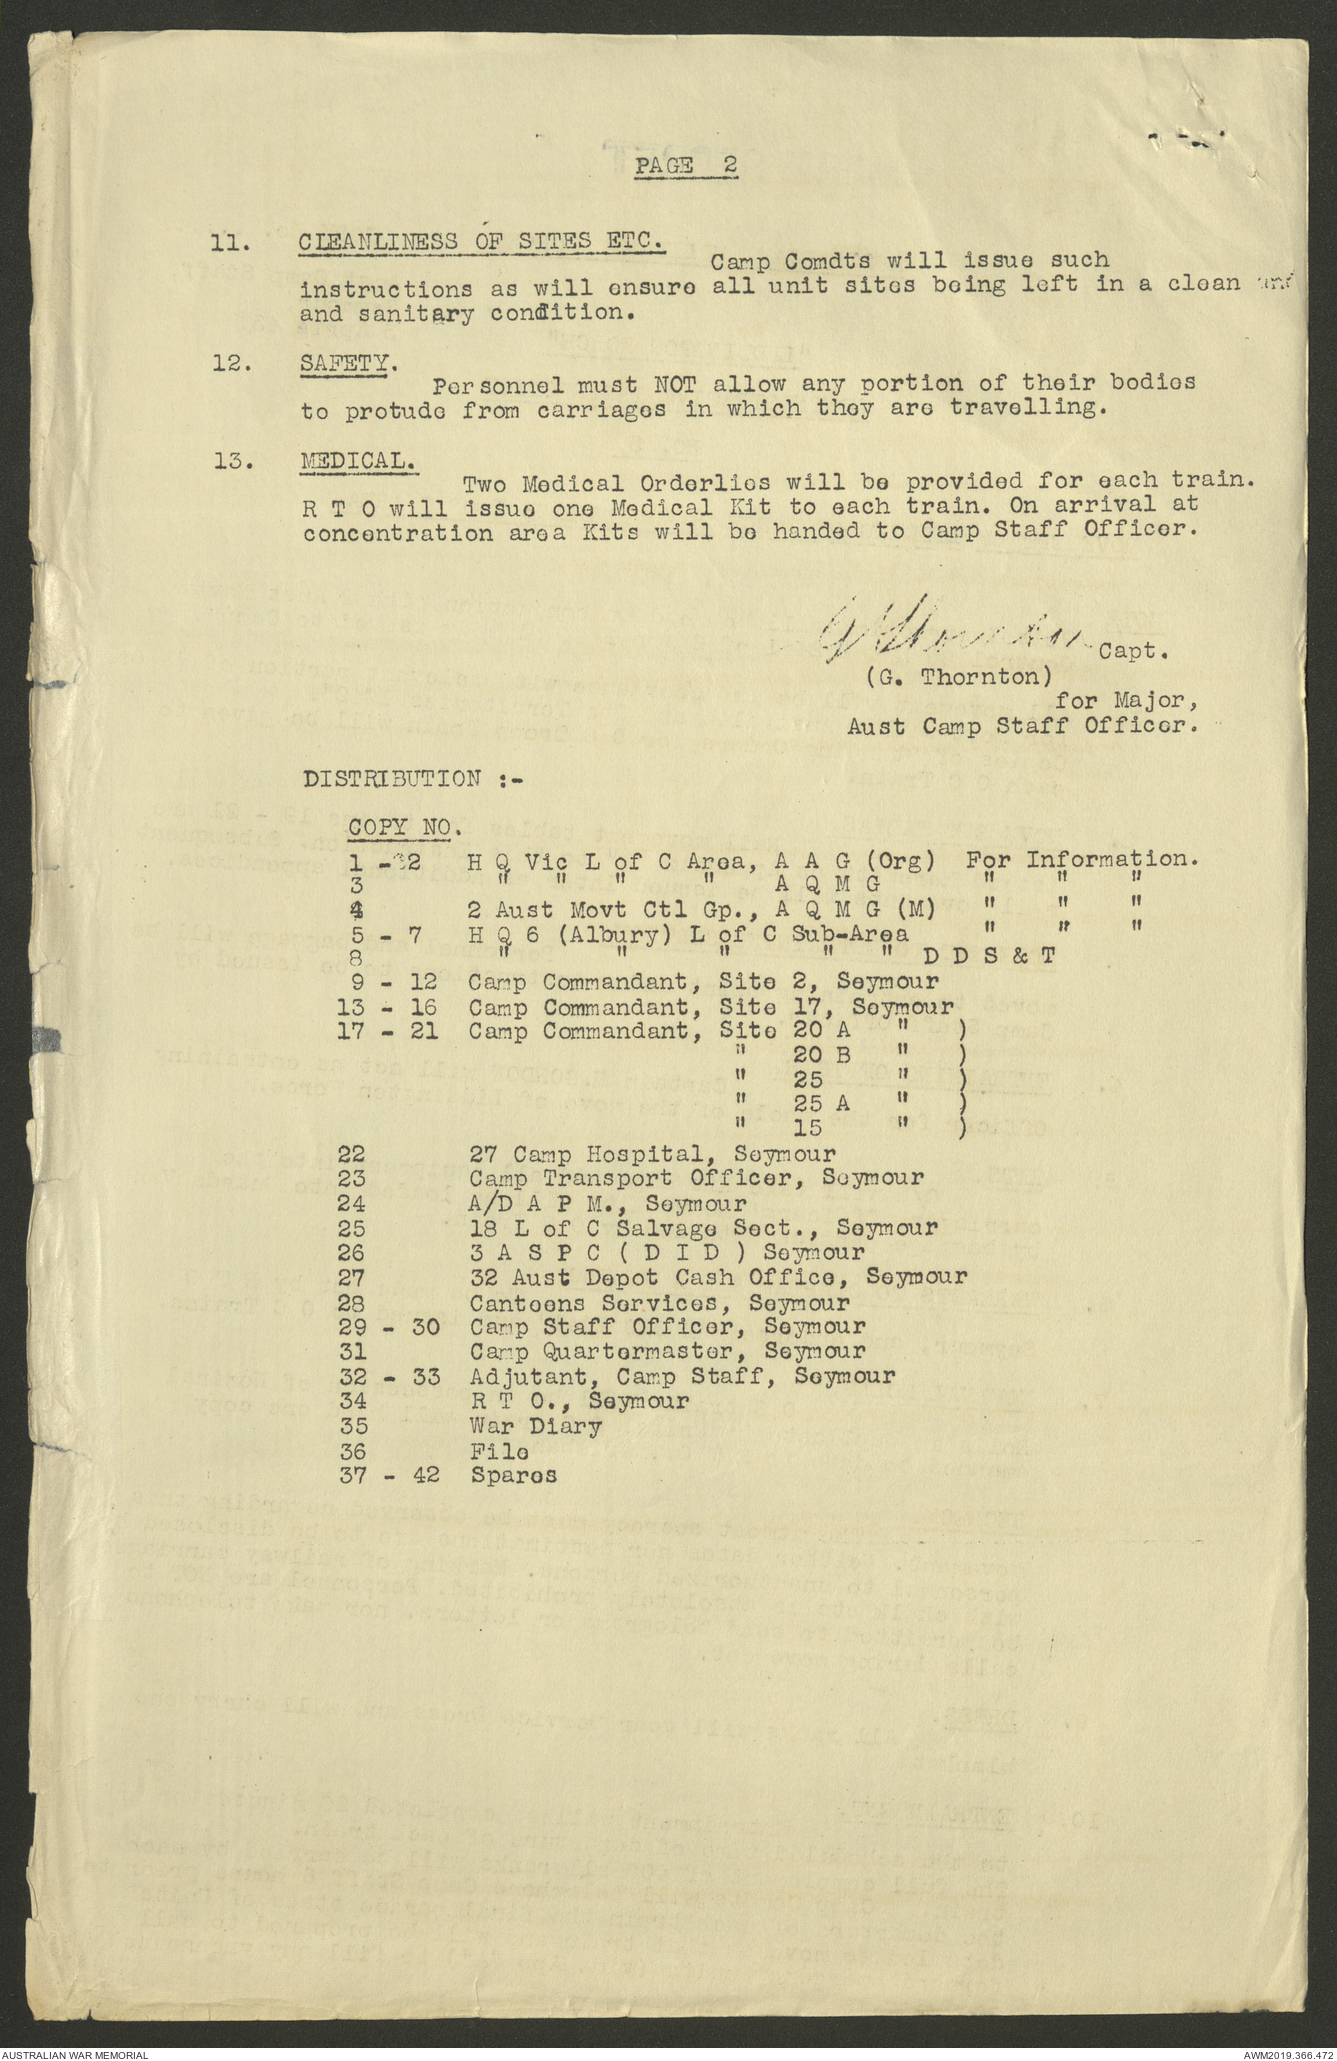 PAGE 2
11. CLEANLINESS OF SITES ETC.
Camp Comdts will issue such
instructions as will ensure all unit sites being left in a clean and
and sanitary condition.
12. SAFETY.
Personnel must NOT allow any portion of their bodies
to protude from carriages in which they are travelling.
13. MEDICAL.
Two Medical Orderlies will be provided for each train.
R T O will issue one Medical Kit to each train. On arrival at
concentration area Kits will be handed to Camp Staff Officer.
G Thornton Capt.
(G. Thornton)
for Major,
Aust Camp Staff Officer.
DISTRIBUTION :-
COPY NO.
1 - 2 H Q Vic L of C Area, A A G (Org) For Information.
3 " " " " A Q M G " " "
4 2 Aust Movt Ctl Gp., A Q M G (M) " " "
5 - 7 H Q 6 (Albury) L of C Sub-Area " " "
8 " " " " " D D S & T
9 - 12 Camp Commandant, Site 2, Seymour
13 - 16 Camp Commandant, Site 17, Seymour
17 - 21 Camp Commandant, Site 20 A " )
" 20 B " )
" 25 " )
" 25 A " )
" 15 " )
22 27 Camp Hospital, Seymour
23 Camp Transport Officer, Seymour
24 A/D A P M., Seymour
25 18 L of C Salvage Sect., Seymour
26 3 A S P C ( D I D ) Seymour
27 32 Aust Depot Cash Office, Seymour
28 Canteens Services, Seymour
29 - 30 Camp Staff Officer, Seymour
31 Camp Quartermaster, Seymour
32 - 33 Adjutant, Camp Staff, Seymour
34 R T O., Seymour
35 War Diary
36 File
37 - 42 Spares
AUSTRALIAN WAR MEMORIAL
AWM2019.366.472